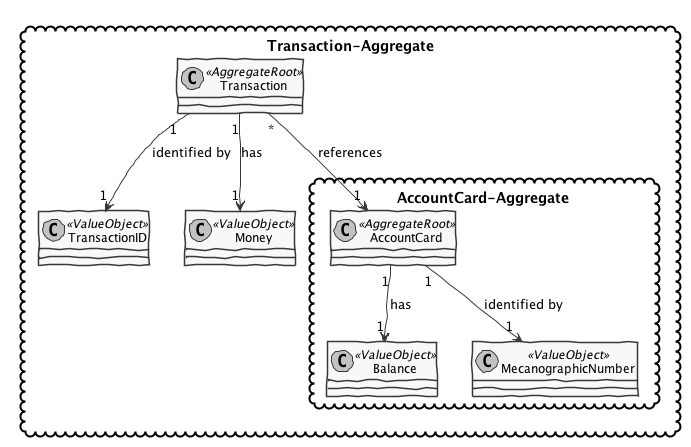 Transaction-Aggregate
C «AggregateRoot»
Transaction
1 1 *
identified by has references
1 1 1
AccountCard-Aggregate
C «ValueObject»
TransactionID
C «ValueObject»
Money
C «AggregateRoot»
AccountCard
1 1
has identified by
1 1
C «ValueObject»
Balance
C «ValueObject»
MecanographicNumber